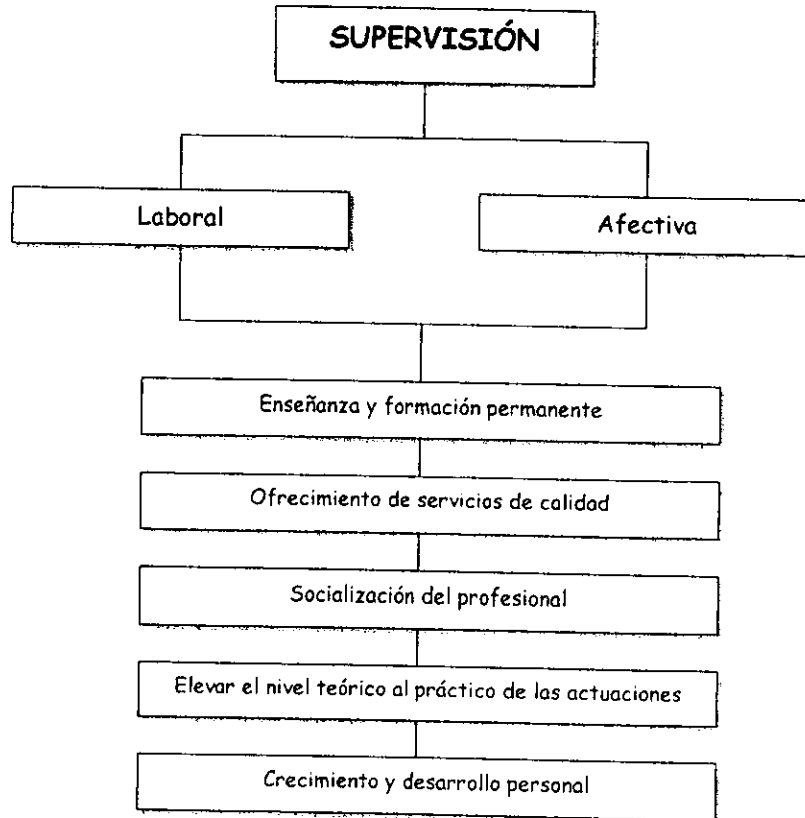 SUPERVISIÓN
Laboral
Afectiva
Enseñanza y formación permanente
Ofrecimiento de servicios de calidad
Socialización del profesional
Elevar el nivel teórico al práctico de las actuaciones
Crecimiento y desarrollo personal